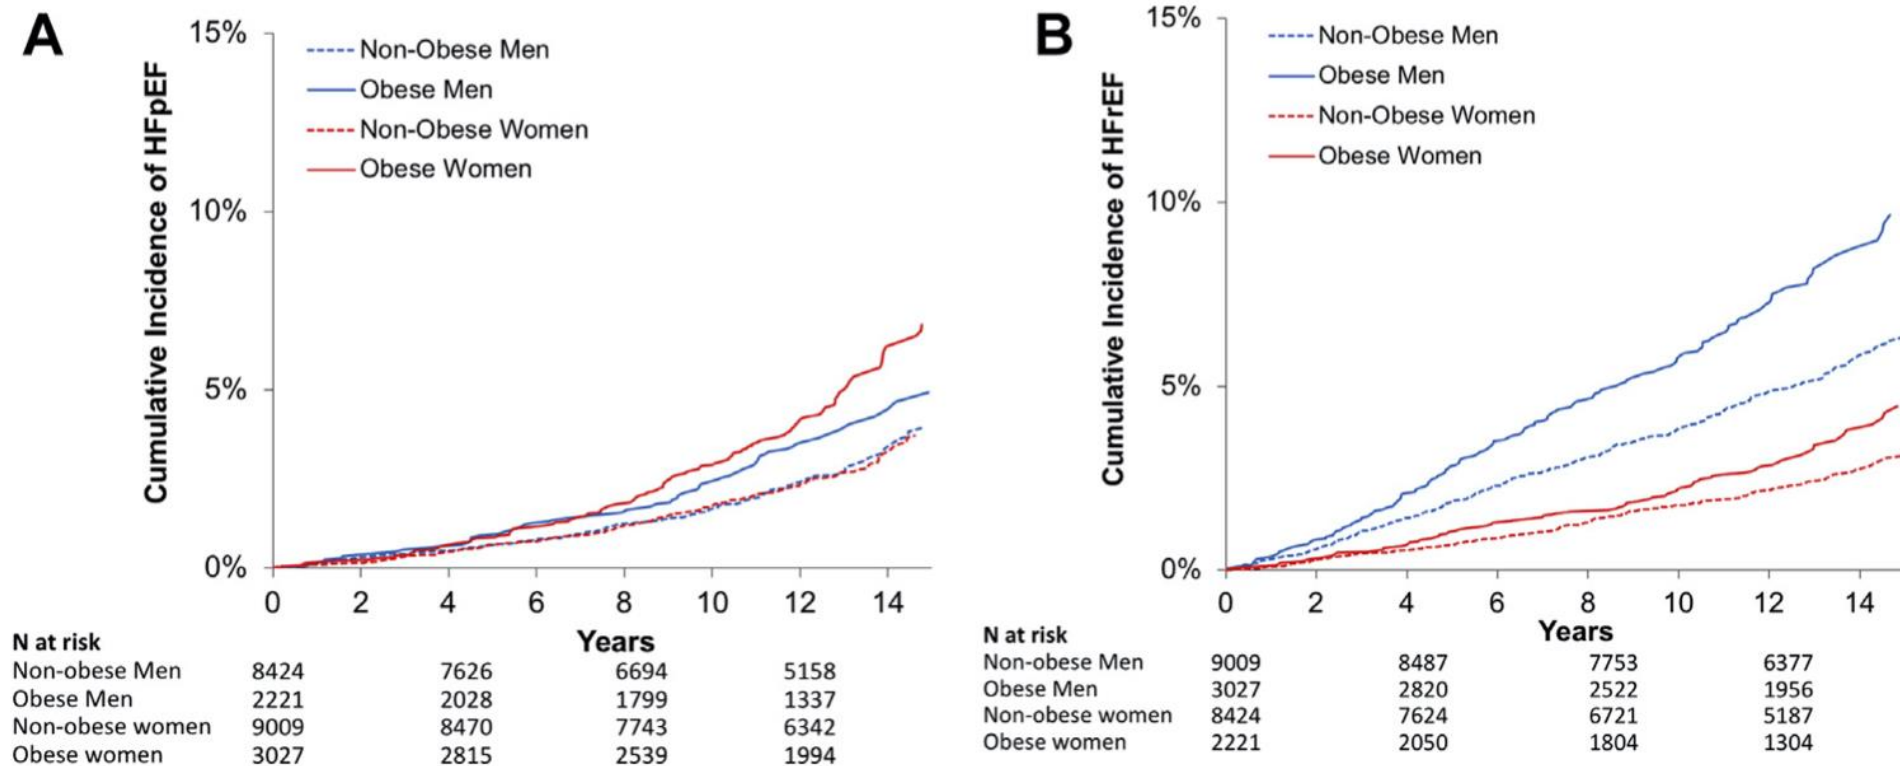 A
Cumulative Incidence of HFpEF
15%
10%
5%
0%
Non-Obese Men
Obese Men
Non-Obese Women
Obese Women
0 2 4 6 8 10 12 14
Years
N at risk
Non-obese Men 8424 7626 6694 5158
Obese Men 2221 2028 1799 1337
Non-obese women 9009 8470 7743 6342
Obese women 3027 2815 2539 1994
B
Cumulative Incidence of HFrEF
15%
10%
5%
0%
Non-Obese Men
Obese Men
Non-Obese Women
Obese Women
0 2 4 6 8 10 12 14
Years
N at risk
Non-obese Men 9009 8487 7753 6377
Obese Men 3027 2820 2522 1956
Non-obese women 8424 7624 6721 5187
Obese women 2221 2050 1804 1304